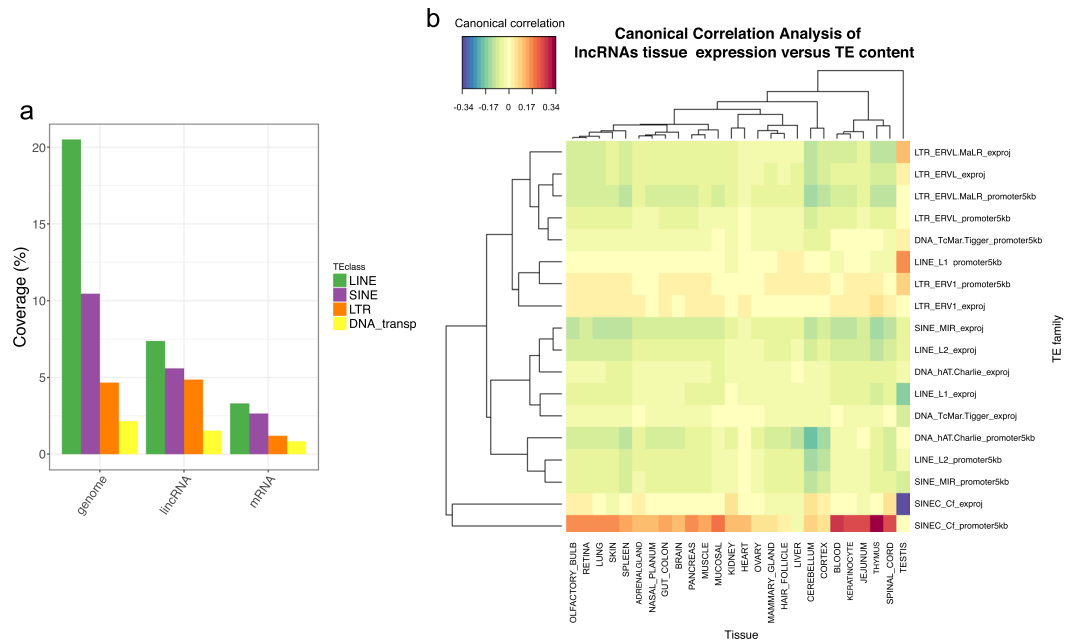 a
20
15
10
5
0
Coverage (%)
genome
lincRNA
mRNA
TEclass
LINE
SINE
LTR
DNA_transp
b
Canonical correlation
-0.34 -0.17 0 0.17 0.34
Canonical Correlation Analysis of
lncRNAs tissue expression versus TE content
LTR_ERVL.MaLR_exproj
LTR_ERVL_exproj
LTR_ERVL.MaLR_promoter5kb
LTR_ERVL_promoter5kb
DNA_TcMar.Tigger_promoter5kb
LINE_L1 promoter5kb
LTR_ERV1_promoter5kb
LTR_ERV1_exproj
SINE_MIR_exproj
LINE_L2_exproj
DNA_hAT.Charlie_exproj
LINE_L1_exproj
DNA_TcMar.Tigger_exproj
DNA_hAT.Charlie_promoter5kb
LINE_L2_promoter5kb
SINE_MIR_promoter5kb
SINEC_Cf_exproj
SINEC_Cf_promoter5kb
TE family
OLFACTORY_BULB
RETINA
LUNG
SKIN
SPLEEN
ADRENALGLAND
NASAL_PLANUM
GUT_COLON
BRAIN
PANCREAS
MUSCLE
MUCOSAL
KIDNEY
HEART
OVARY
MAMMARY_GLAND
HAIR_FOLLICLE
LIVER
CEREBELLUM
CORTEX
BLOOD
KERATINOCYTE
JEJUNUM
THYMUS
SPINAL_CORD
TESTIS
Tissue